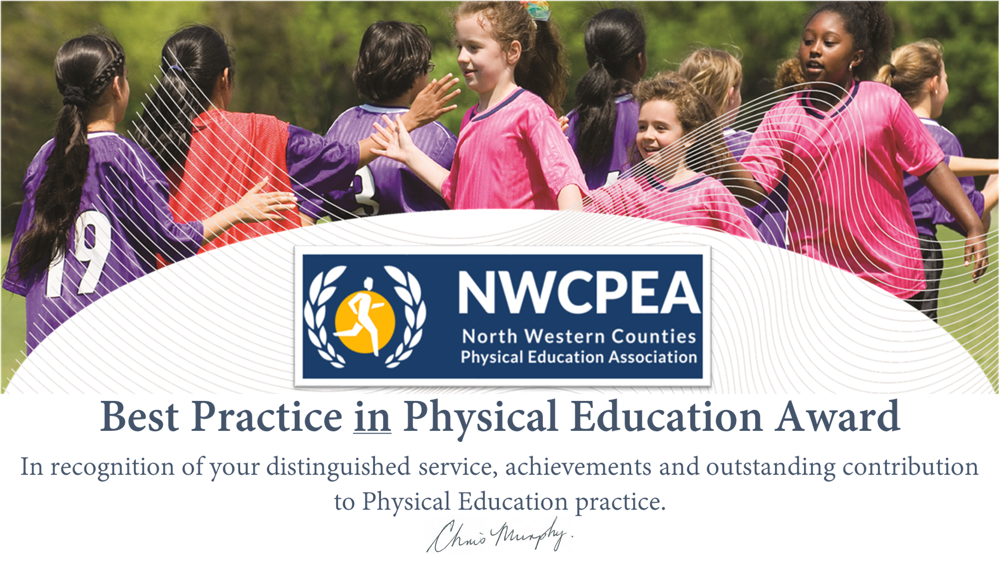 19
3
NWCPEA
North Western Counties
Physical Education Association
Best Practice in Physical Education Award
In recognition of your distinguished service, achievements and outstanding contribution
to Physical Education practice.
Chris Murphy.